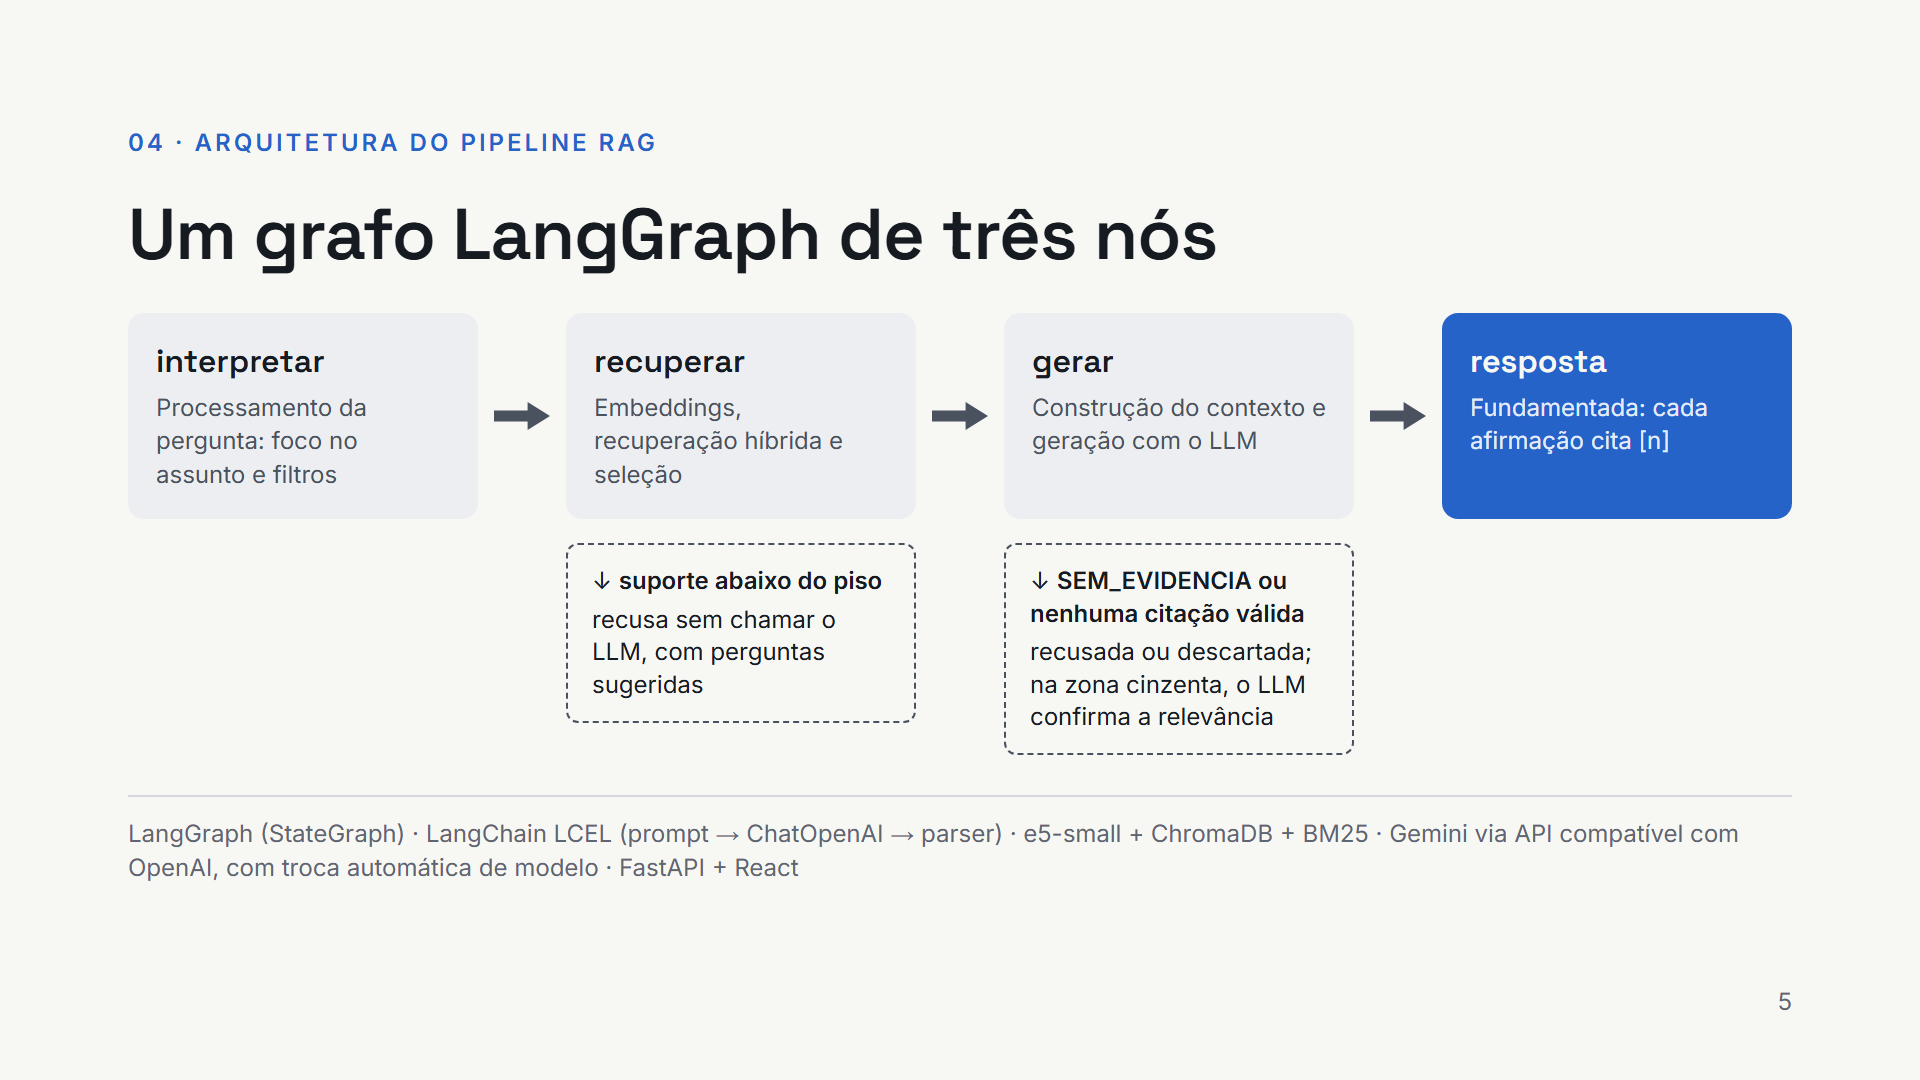 04 · ARQUITETURA DO PIPELINE RAG
Um grafo LangGraph de três nós
interpretar
Processamento da
pergunta: foco no
assunto e filtros
recuperar
Embeddings,
recuperação híbrida e
seleção
gerar
Construção do contexto e
geração com o LLM
resposta
Fundamentada: cada
afirmação cita [n]
↓ suporte abaixo do piso
recusa sem chamar o
LLM, com perguntas
sugeridas
↓ SEM_EVIDENCIA ou
nenhuma citação válida
recusada ou descartada;
na zona cinzenta, o LLM
confirma a relevância
LangGraph (StateGraph) · LangChain LCEL (prompt → ChatOpenAI → parser) · e5-small + ChromaDB + BM25 · Gemini via API compatível com
OpenAI, com troca automática de modelo · FastAPI + React
5